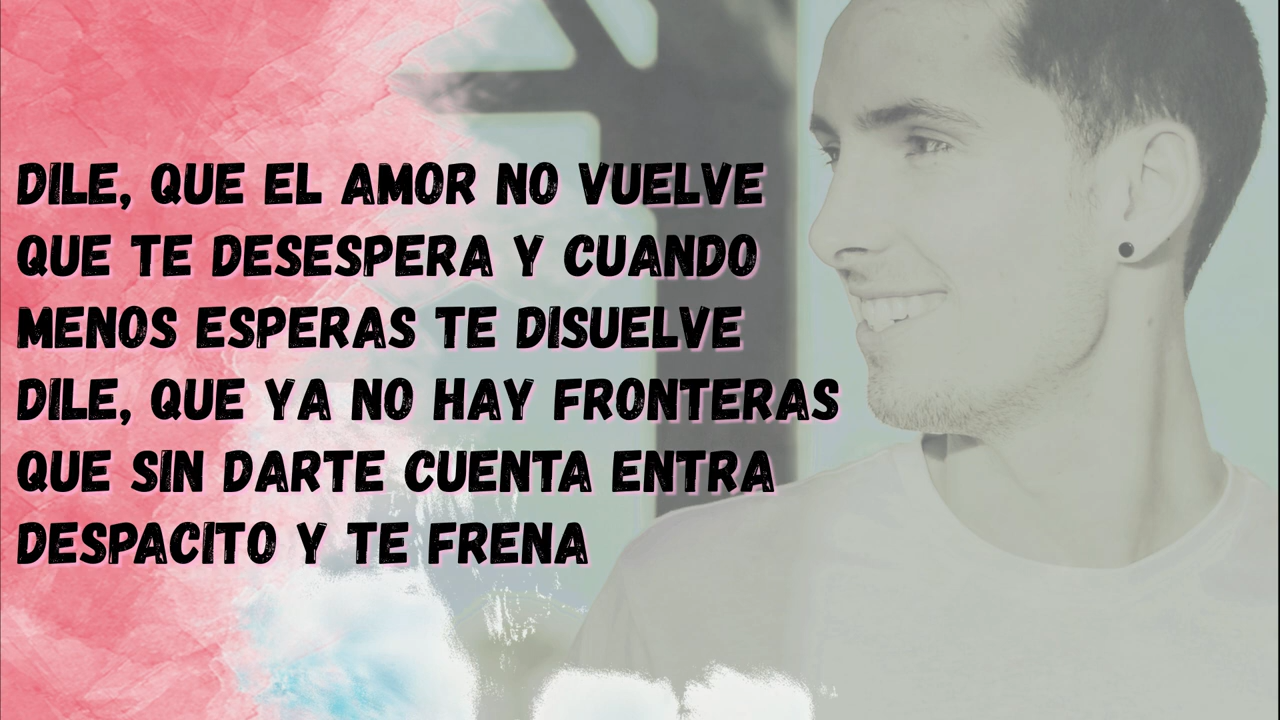 DILE, QUE EL AMOR NO VUELVE
QUE TE DESESPERA Y CUANDO
MENOS ESPERAS TE DISUELVE
DILE, QUE YA NO HAY FRONTERAS
QUE SIN DARTE CUENTA ENTRA
DESPACITO Y TE FRENA